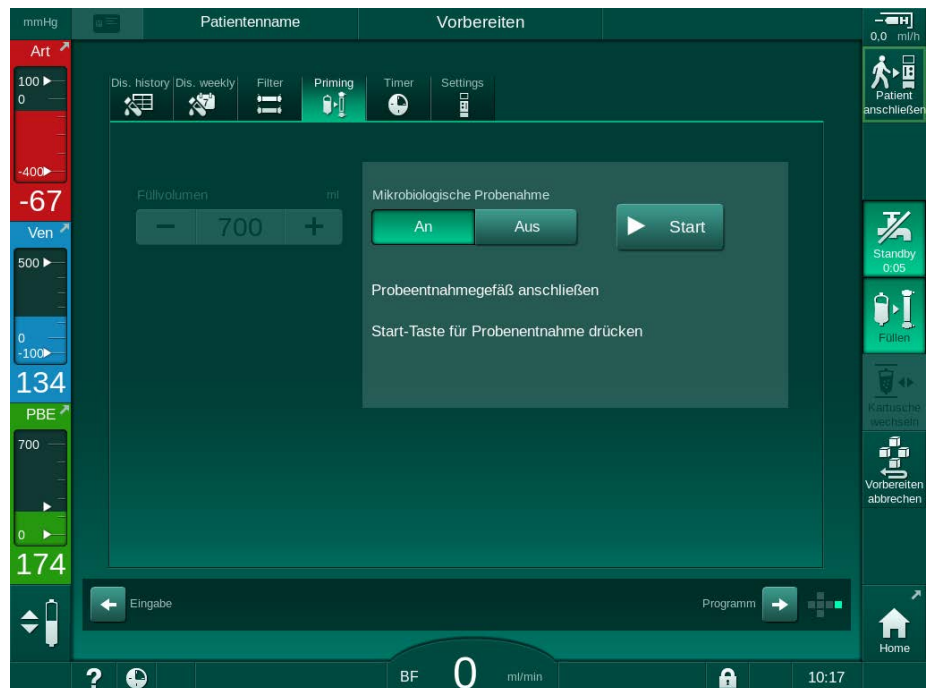 mmHg
Patientenname
Vorbereiten
0,0 ml/h
Art
100
0
-400
-67
Ven
500
0
-100
134
PBE
700
0
174
Dis. history
Dis. weekly
Filter
Priming
Timer
Settings
7
Füllvolumen
ml
700
Mikrobiologische Probenahme
An
Aus
Start
Probeentnahmegefäß anschließen
Start-Taste für Probenentnahme drücken
Patient
anschließen
Standby
0:05
Füllen
Kartusche
wechseln
Vorbereiten
abbrechen
Eingabe
Programm
Home
?
BF
0
ml/min
10:17